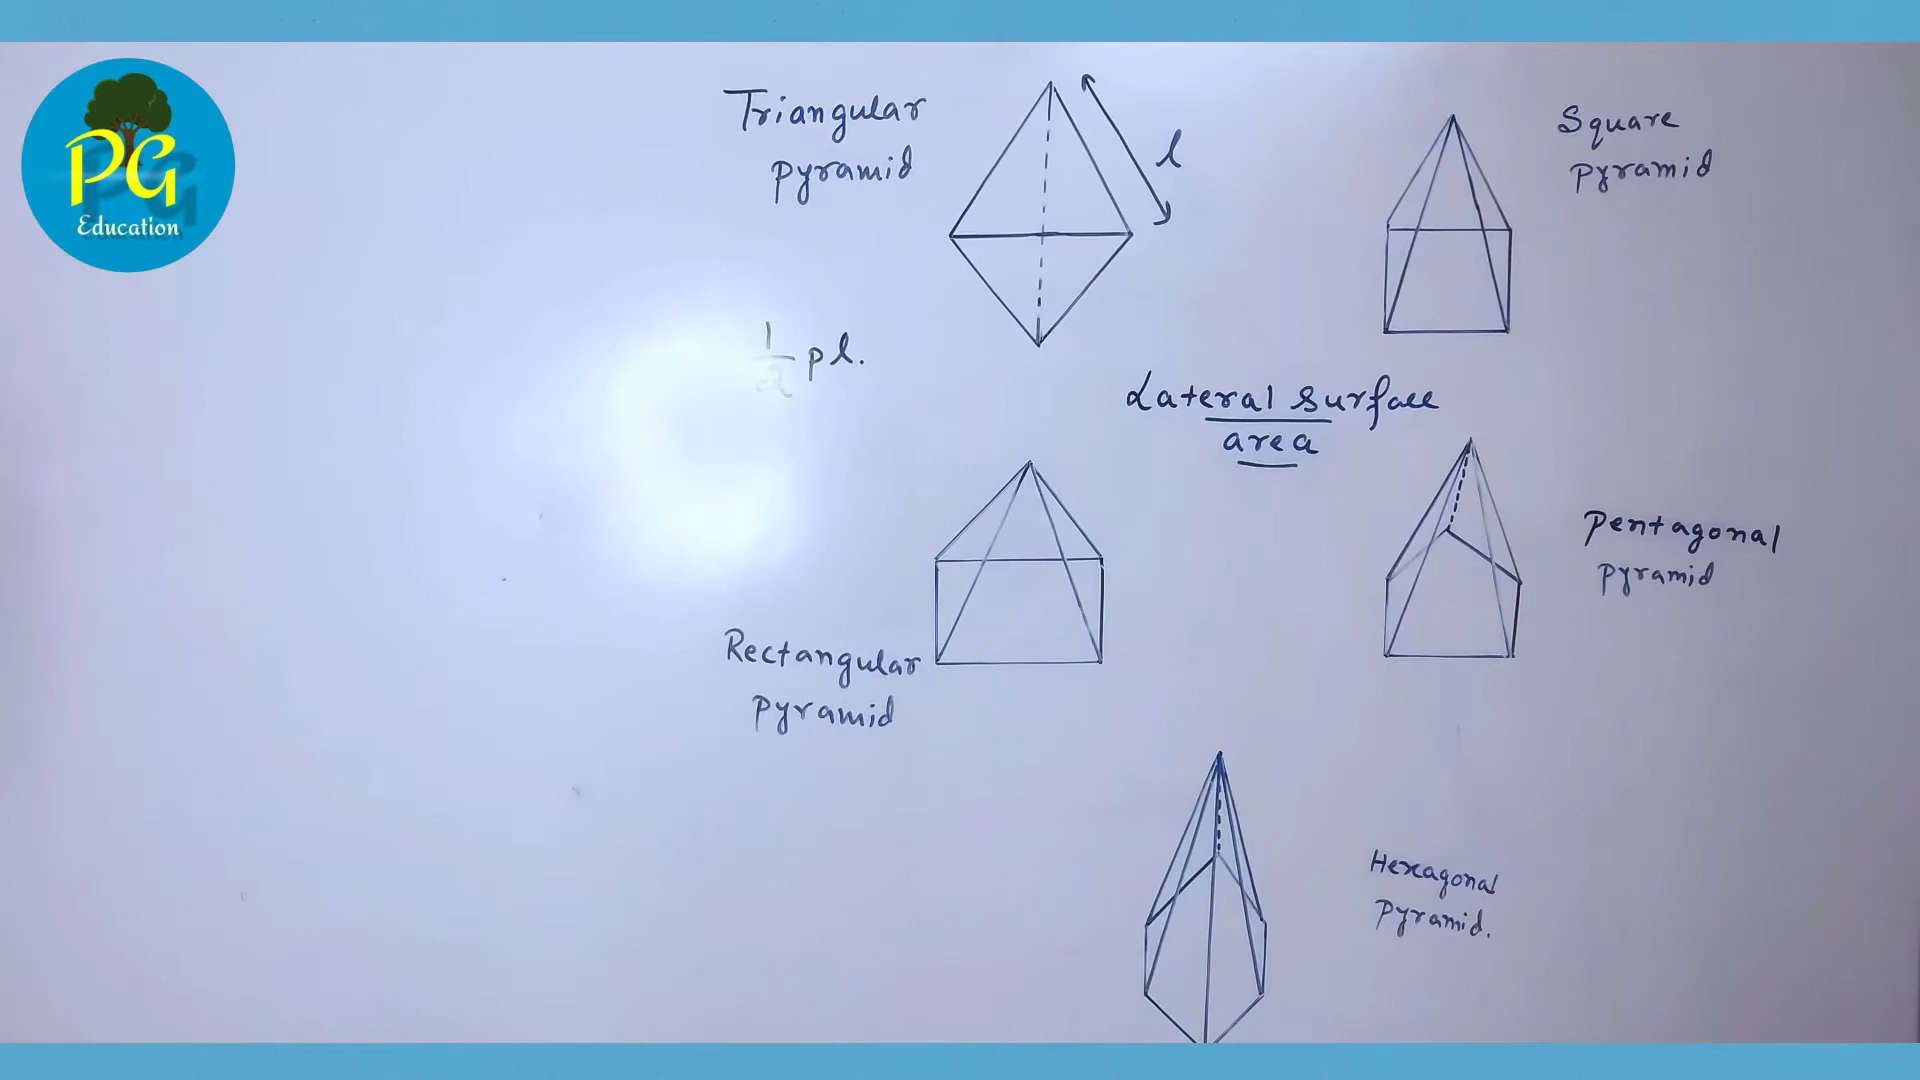 PG
Education
Triangular
pyramid
l
Square
pyramid
1/2 pl.
Lateral surface
area
Pentagonal
pyramid
Rectangular
pyramid
Hexagonal
pyramid.